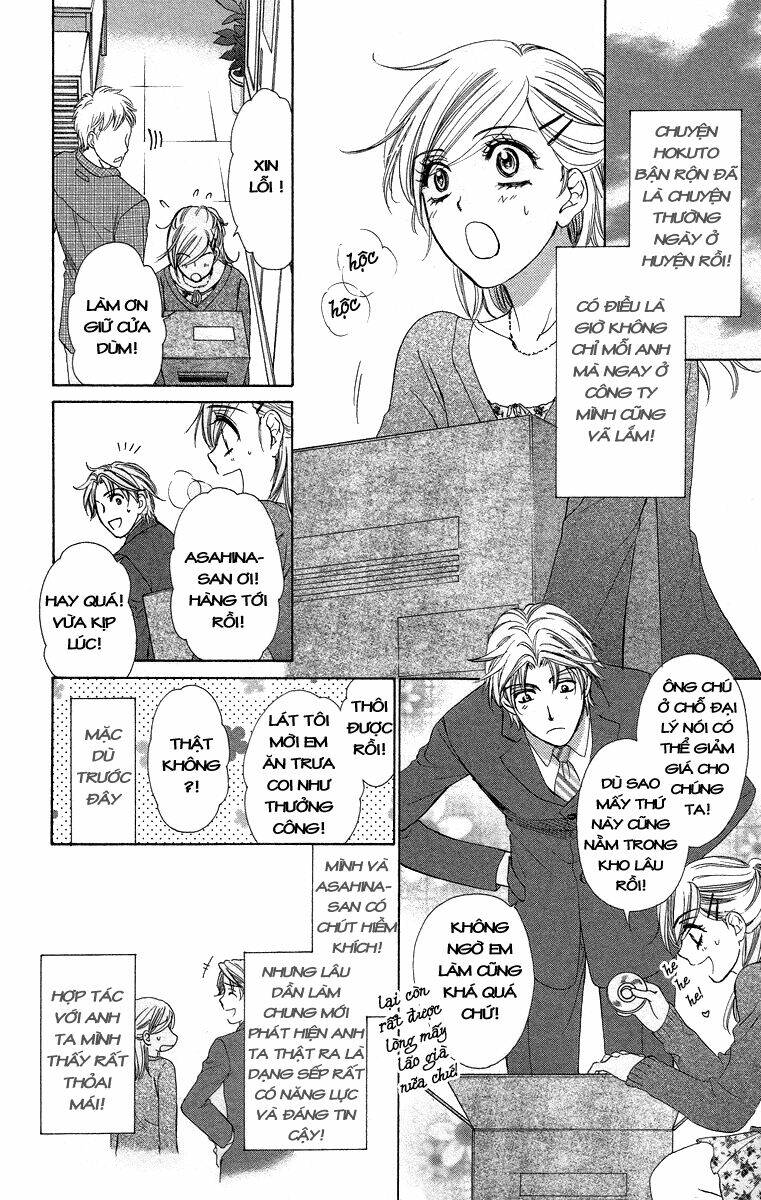 CHUYỆN
HOKUTO
BẬN RỘN ĐÃ
LÀ CHUYỆN
THƯỜNG
NGÀY Ở
HUYỆN RỒI!
CÓ ĐIỀU LÀ
GIỜ KHÔNG
CHỈ MỖI ANH
MÀ NGAY Ở
CÔNG TY
MÌNH CŨNG
VÃ LẮM!
hộc
hộc
XIN
LỖI !
LÀM ƠN
GIỮ CỬA
DÙM!
ASAHINA-
SAN ƠI!
HÀNG TỚI
RỒI!
HAY QUÁ!
VỪA KỊP
LÚC!
ÔNG CHÚ
Ở CHỖ ĐẠI
LÝ NÓI CÓ
THỂ GIẢM
GIÁ CHO
CHÚNG
TA!
DÙ SAO
MẤY THỨ
NÀY CŨNG
NẰM TRONG
KHO LÂU
RỒI!
he
he
he!
KHÔNG
NGỜ EM
LÀM CŨNG
KHÁ QUÁ
CHỨ!
lại còn
rất được
lòng mấy
lão già
nữa chứ!
THÔI
ĐƯỢC
RỒI!
LÁT TÔI
MỜI EM
ĂN TRƯA
COI NHƯ
THƯỞNG
CÔNG!
THẬT
KHÔNG
?!
MẶC
DÙ
TRƯỚC
ĐÂY
MÌNH VÀ
ASAHINA-
SAN CÓ
CHÚT HIỀM
KHÍCH!
NHƯNG LÂU
DẦN LÀM
CHUNG MỚI
PHÁT HIỆN ANH
TA THẬT RA LÀ
DẠNG SẾP RẤT
CÓ NĂNG LỰC
VÀ ĐÁNG TIN
CẬY!
HỢP TÁC
VỚI ANH
TA MÌNH
THẤY RẤT
THỎAI
MÁI!